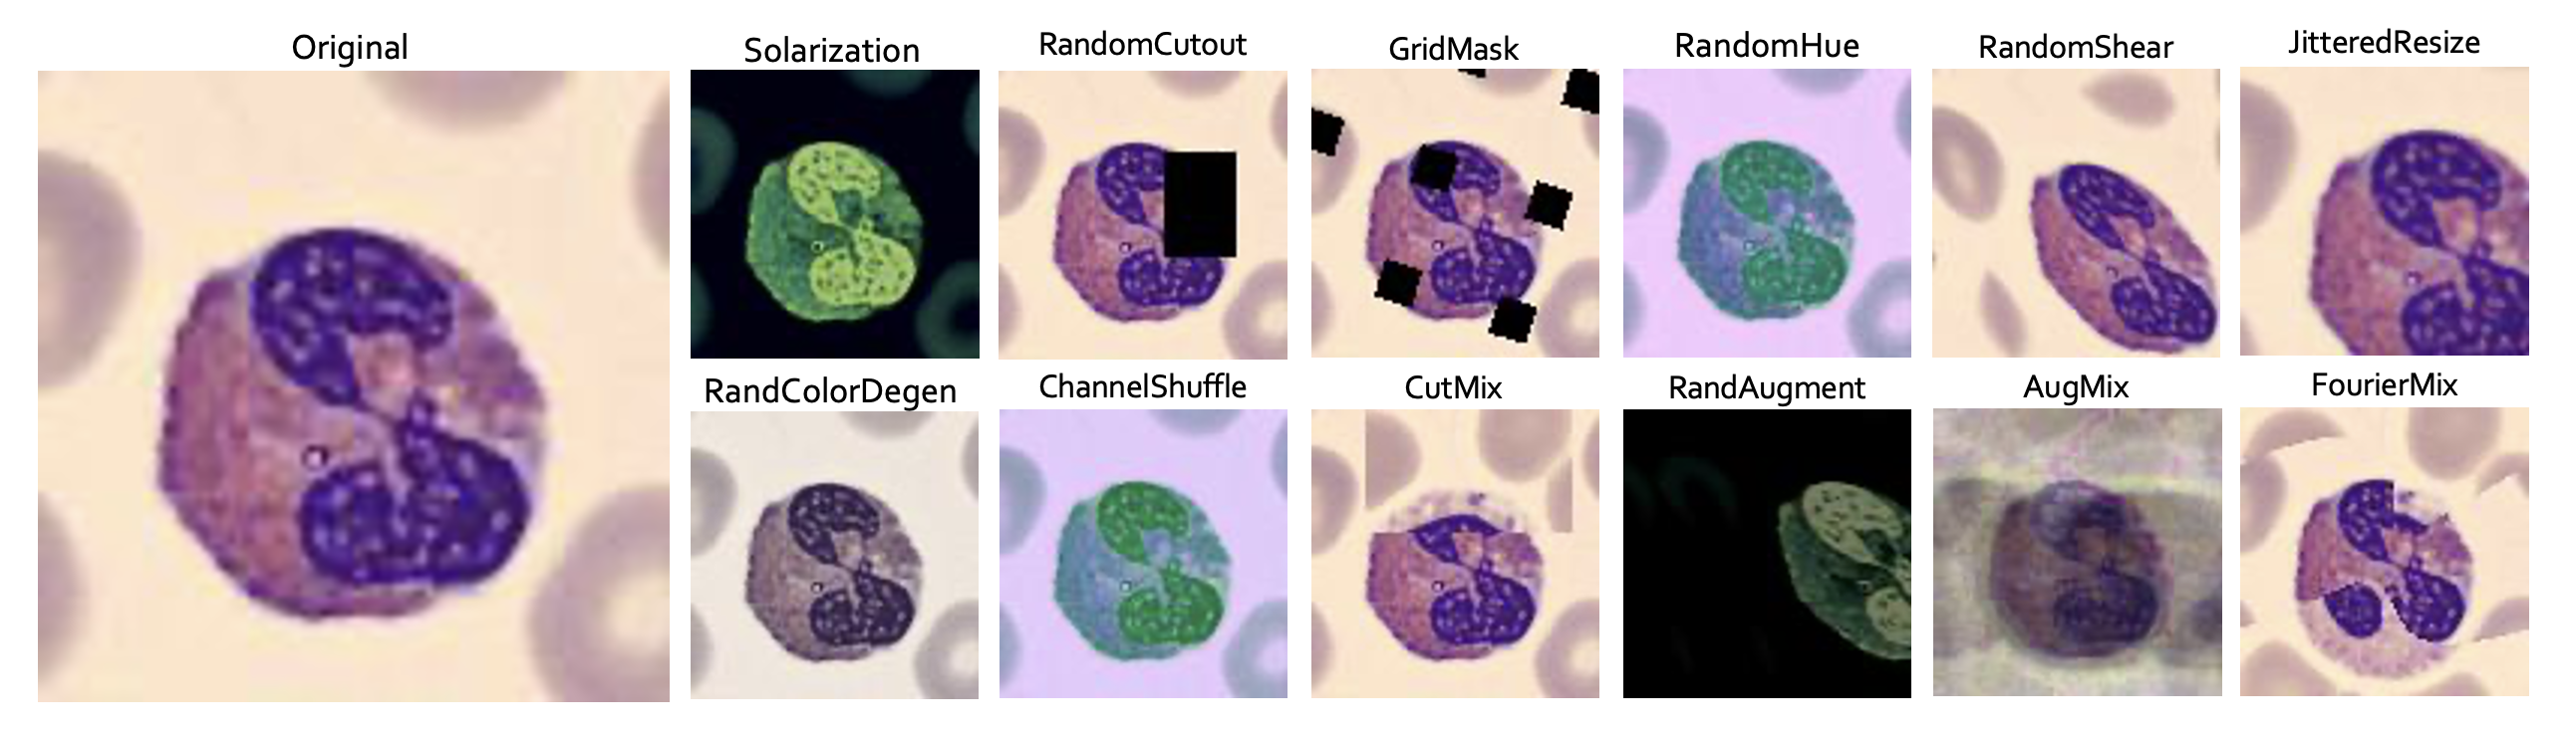 Original
Solarization
RandomCutout
GridMask
RandomHue
RandomShear
JitteredResize
RandColorDegen
ChannelShuffle
CutMix
RandAugment
AugMix
FourierMix